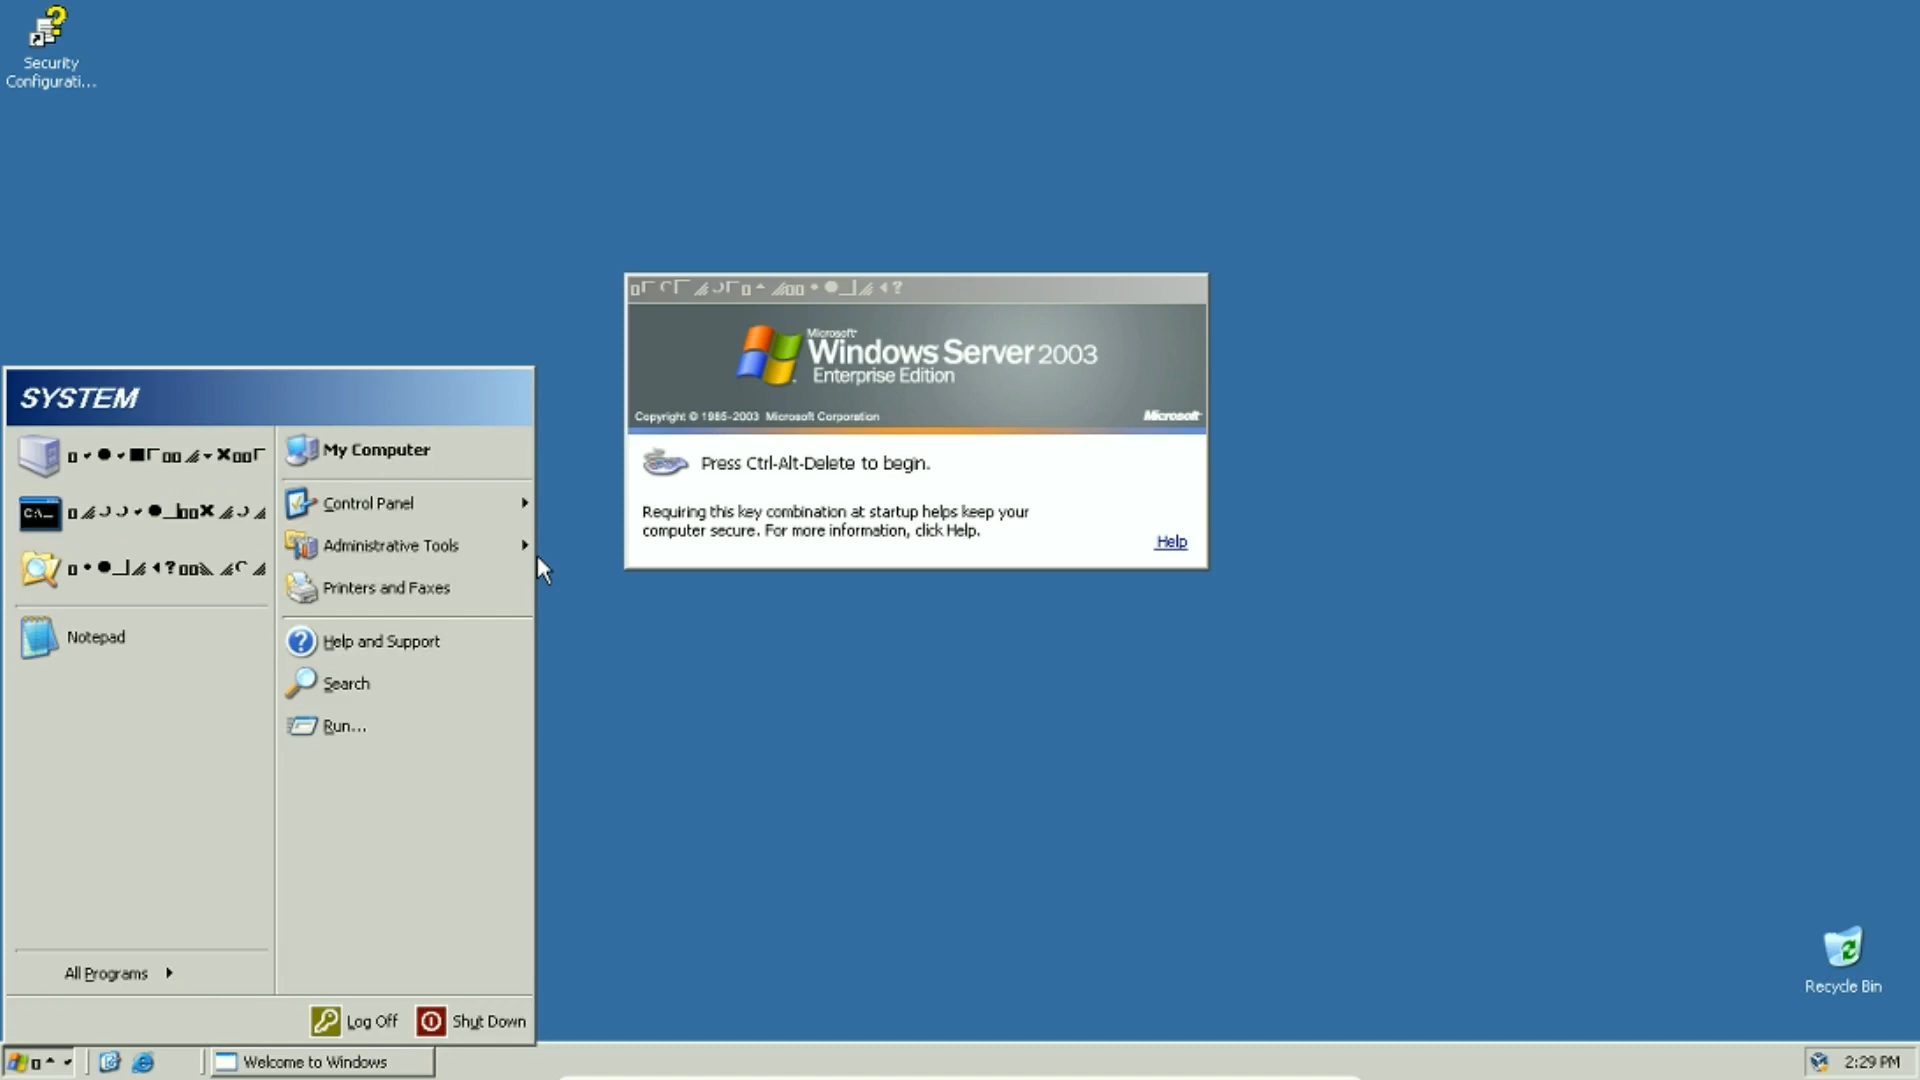 Security
Configurati...
Microsoft
Windows Server 2003
Enterprise Edition
Copyright © 1985-2003 Microsoft Corporation
Microsoft
Press Ctrl-Alt-Delete to begin.
Requiring this key combination at startup helps keep your
computer secure. For more information, click Help.
Help
SYSTEM
C:\_
Notepad
All Programs
My Computer
Control Panel
Administrative Tools
Printers and Faxes
Help and Support
Search
Run...
Log Off
Shut Down
Recycle Bin
Welcome to Windows
2:29 PM